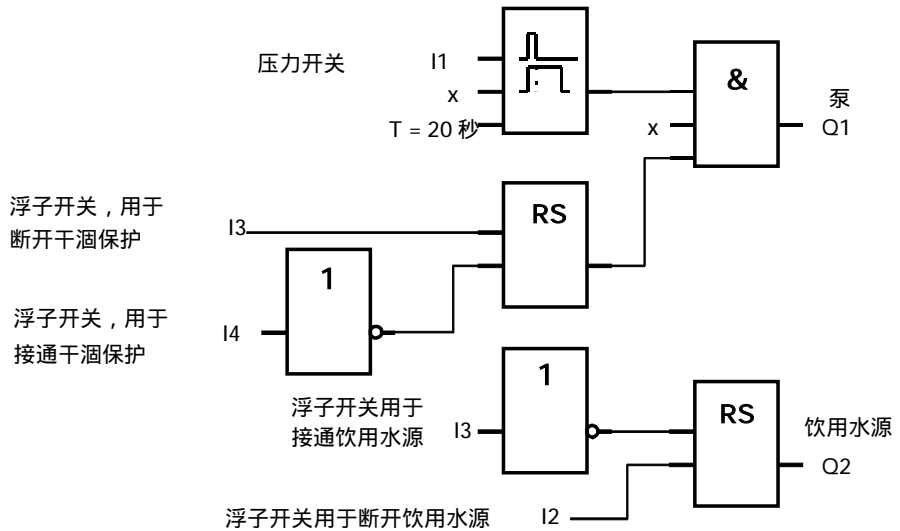 压力开关 I1
x
T = 20 秒
&
x
泵
Q1
浮子开关，用于
断开干涸保护
I3
RS
浮子开关，用于
接通干涸保护
I4
1
浮子开关用于
接通饮用水源
I3
1
RS
饮用水源
Q2
浮子开关用于断开饮用水源 I2